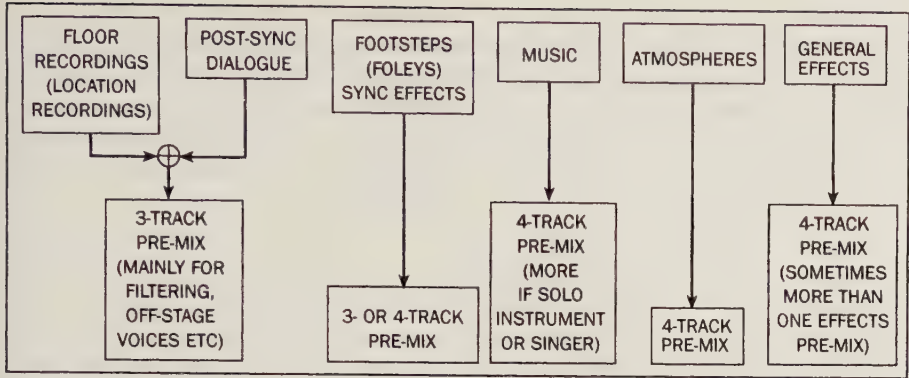 FLOOR
RECORDINGS
(LOCATION
RECORDINGS)
POST-SYNC
DIALOGUE
FOOTSTEPS
(FOLEYS)
SYNC EFFECTS
MUSIC
ATMOSPHERES
GENERAL
EFFECTS
3-TRACK
PRE-MIX
(MAINLY FOR
FILTERING,
OFF-STAGE
VOICES ETC)
3- OR 4-TRACK
PRE-MIX
4-TRACK
PRE-MIX
(MORE
IF SOLO
INSTRUMENT
OR SINGER)
4-TRACK
PRE-MIX
4-TRACK
PRE-MIX
(SOMETIMES
MORE THAN
ONE EFFECTS
PRE-MIX)